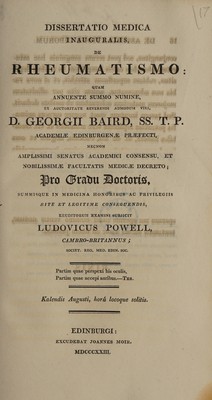 DISSERTATIO MEDICA
INAUGURALIS,
DE
RHEUMATISMO:
QUAM
ANNUENTE SUMMO NUMINE,
EX AUCTORITATE REVERENDI ADMODUM VIRI,
D. GEORGII BAIRD, SS. T. P.
ACADEMIÆ EDINBURGENÆ PRÆFECTI,
NECNON
AMPLISSIMI SENATUS ACADEMICI CONSENSU, ET
NOBILISSIMÆ FACULTATIS MEDICÆ DECRETO;
Pro Gradu Doctoris,
SUMMISQUE IN MEDICINA HONORIBUS AC PRIVILEGIIS
RITE ET LEGITIME CONSEQUENDIS,
ERUDITORUM EXAMINI SUBJICIT
LUDOVICUS POWELL,
CAMBRO-BRITANNUS;
SOCIET. REG. MED. EDIN. SOC.
Partim quæ perspexi his oculis,
Partim quæ accepi auribus.—TER.
Kalendis Augusti, horâ locoque solitis.
EDINBURGI:
EXCUDEBAT JOANNES MOIR.
MDCCCXXIII.